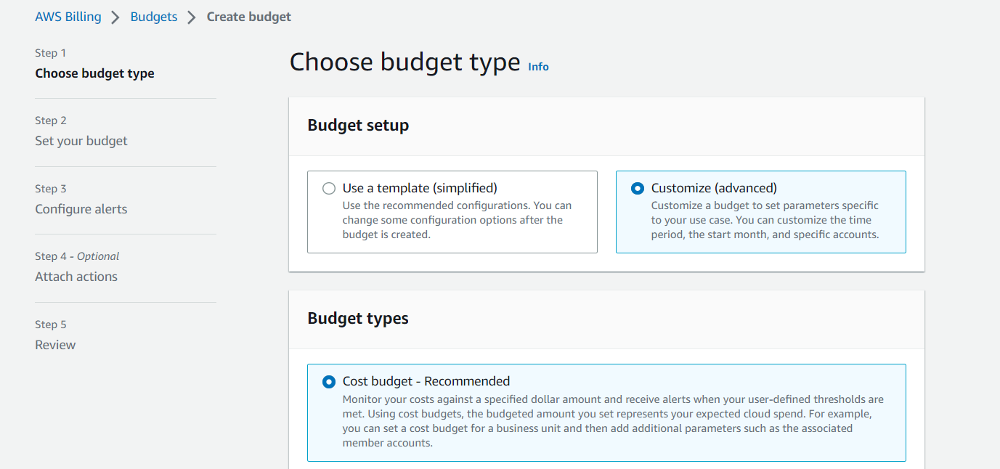 AWS Billing > Budgets > Create budget
Step 1
Choose budget type
Step 2
Set your budget
Step 3
Configure alerts
Step 4 - Optional
Attach actions
Step 5
Review
Choose budget type Info
Budget setup
Use a template (simplified)
Use the recommended configurations. You can
change some configuration options after the
budget is created.
Customize (advanced)
Customize a budget to set parameters specific
to your use case. You can customize the time
period, the start month, and specific accounts.
Budget types
Cost budget - Recommended
Monitor your costs against a specified dollar amount and receive alerts when your user-defined thresholds are
met. Using cost budgets, the budgeted amount you set represents your expected cloud spend. For example,
you can set a cost budget for a business unit and then add additional parameters such as the associated
member accounts.